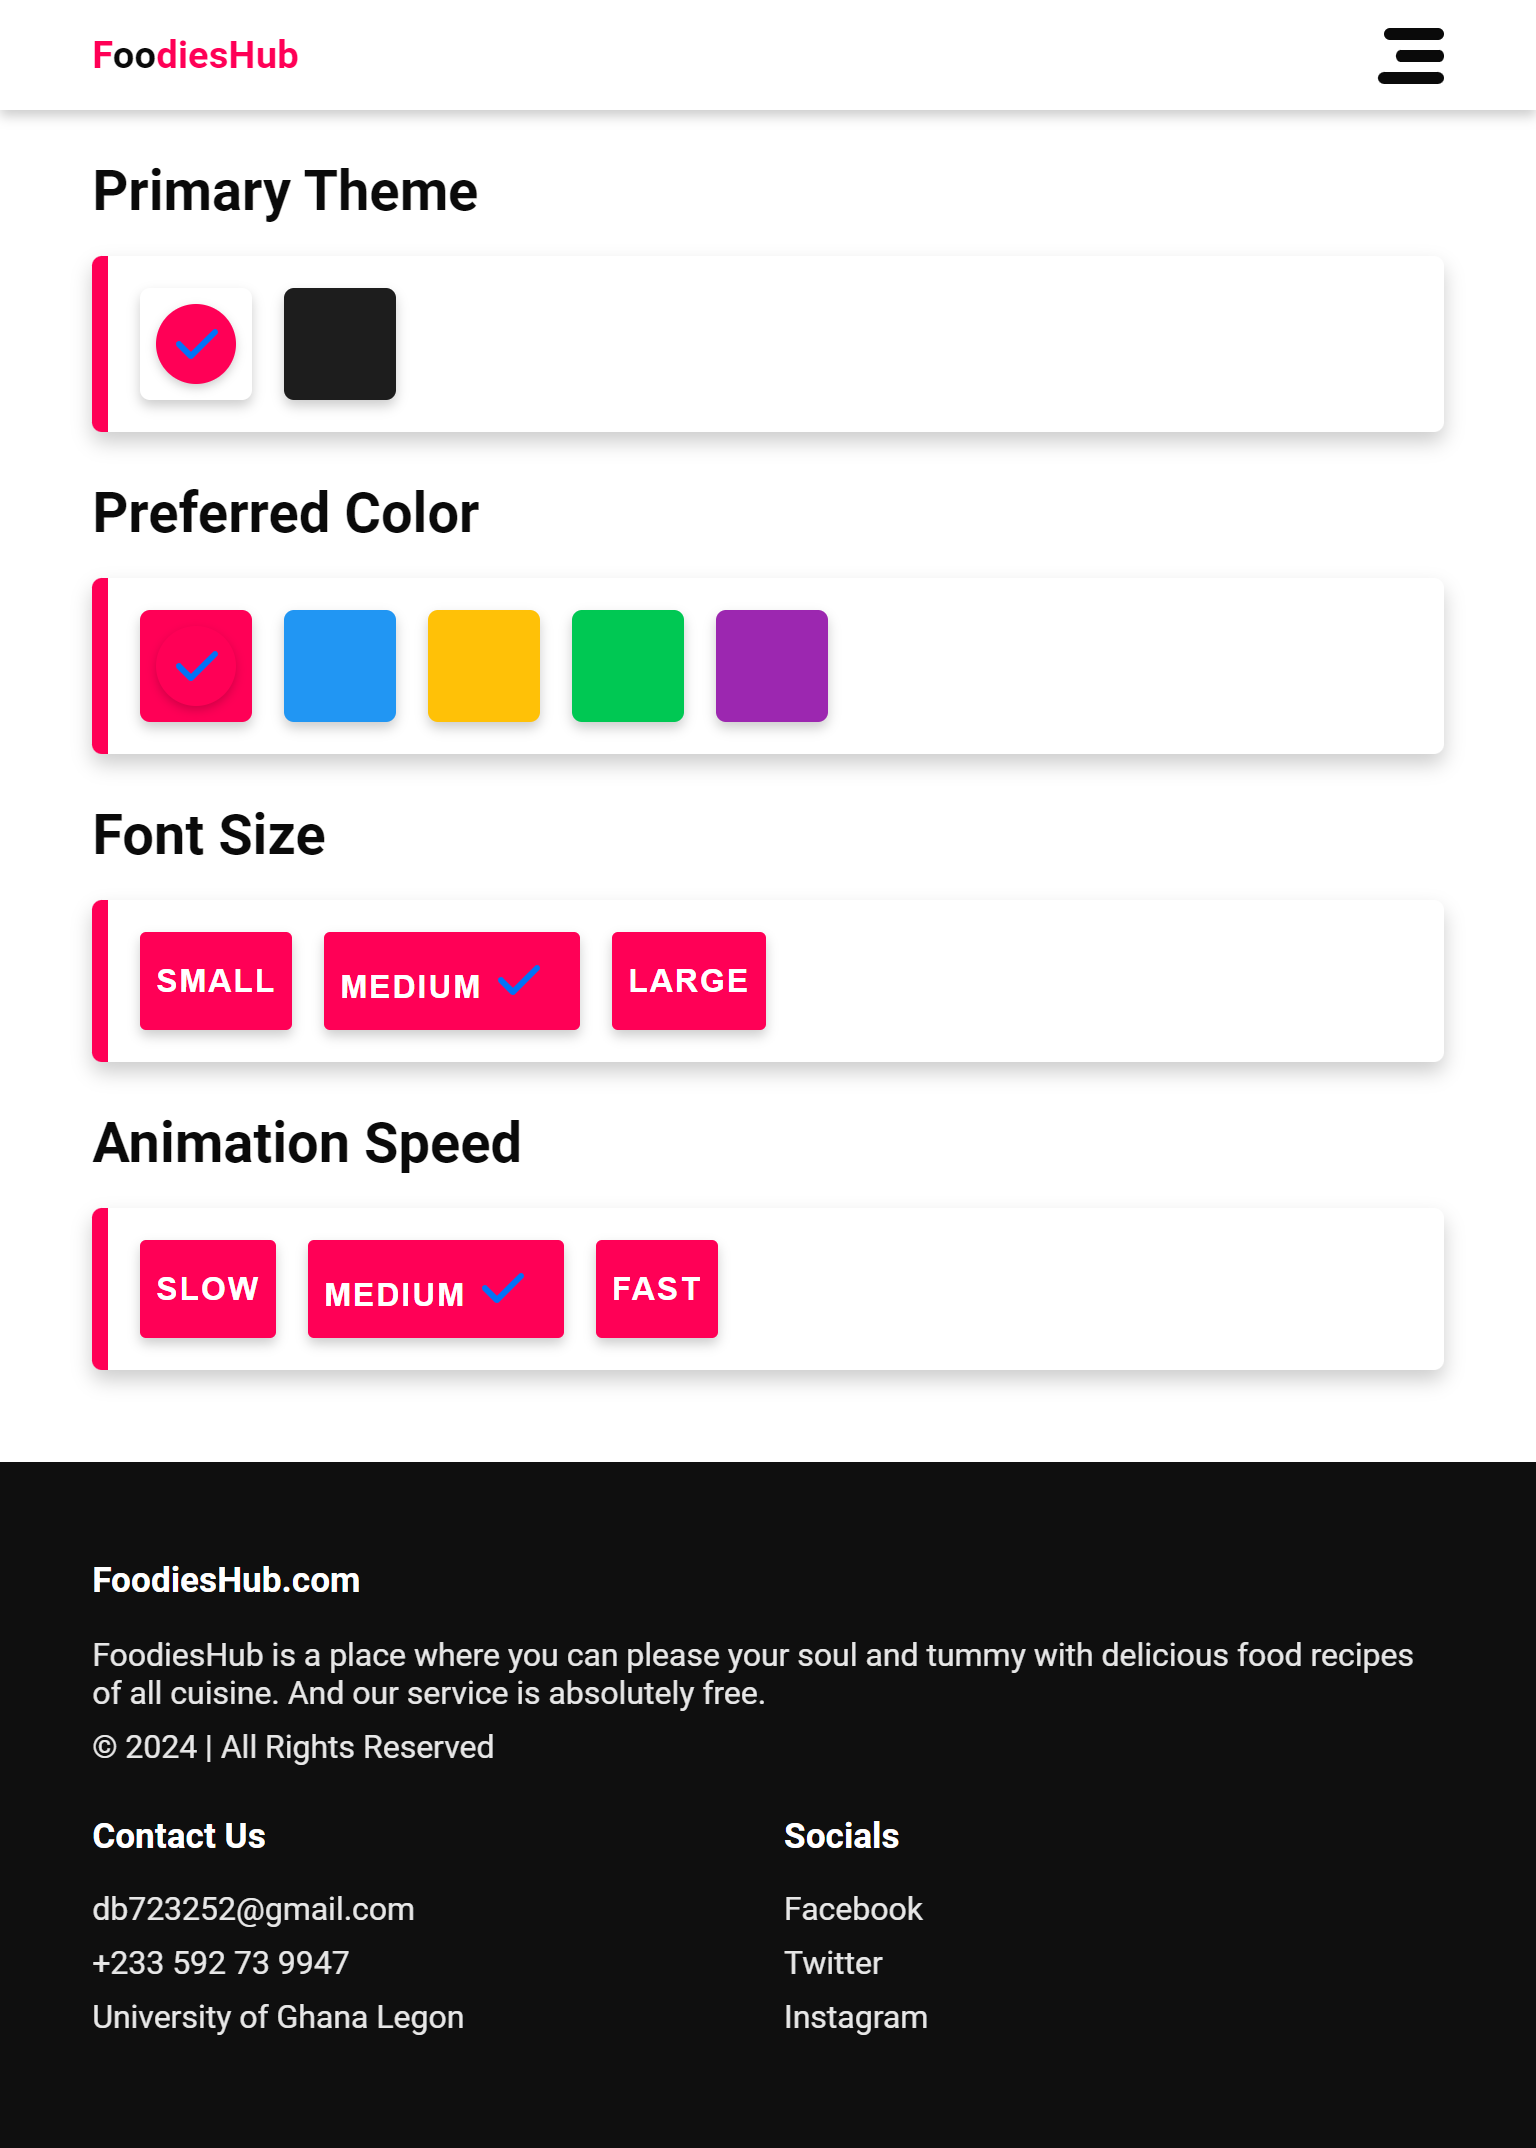 FoodiesHub
Primary Theme
Preferred Color
Font Size
SMALL
MEDIUM
LARGE
Animation Speed
SLOW
MEDIUM
FAST
FoodiesHub.com
FoodiesHub is a place where you can please your soul and tummy with delicious food recipes
of all cuisine. And our service is absolutely free.
© 2024 | All Rights Reserved
Contact Us
db723252@gmail.com
+233 592 73 9947
University of Ghana Legon
Socials
Facebook
Twitter
Instagram